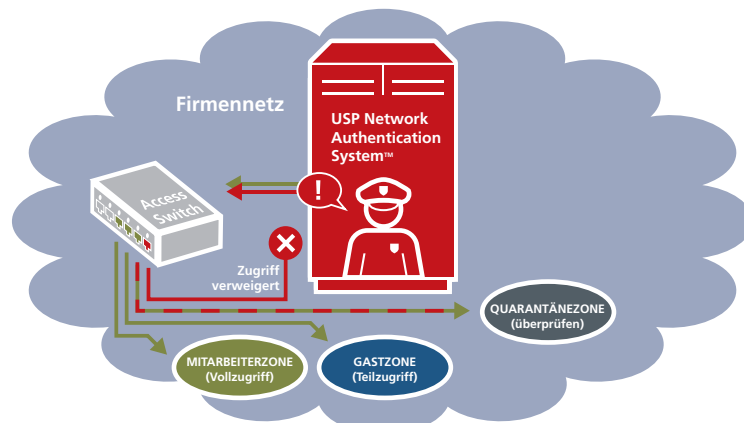 Firmennetz
USP Network
Authentication
System™
!
Access
Switch
Zugriff
verweigert
QUARANTÄNEZONE
(überprüfen)
MITARBEITERZONE
(Vollzugriff)
GASTZONE
(Teilzugriff)